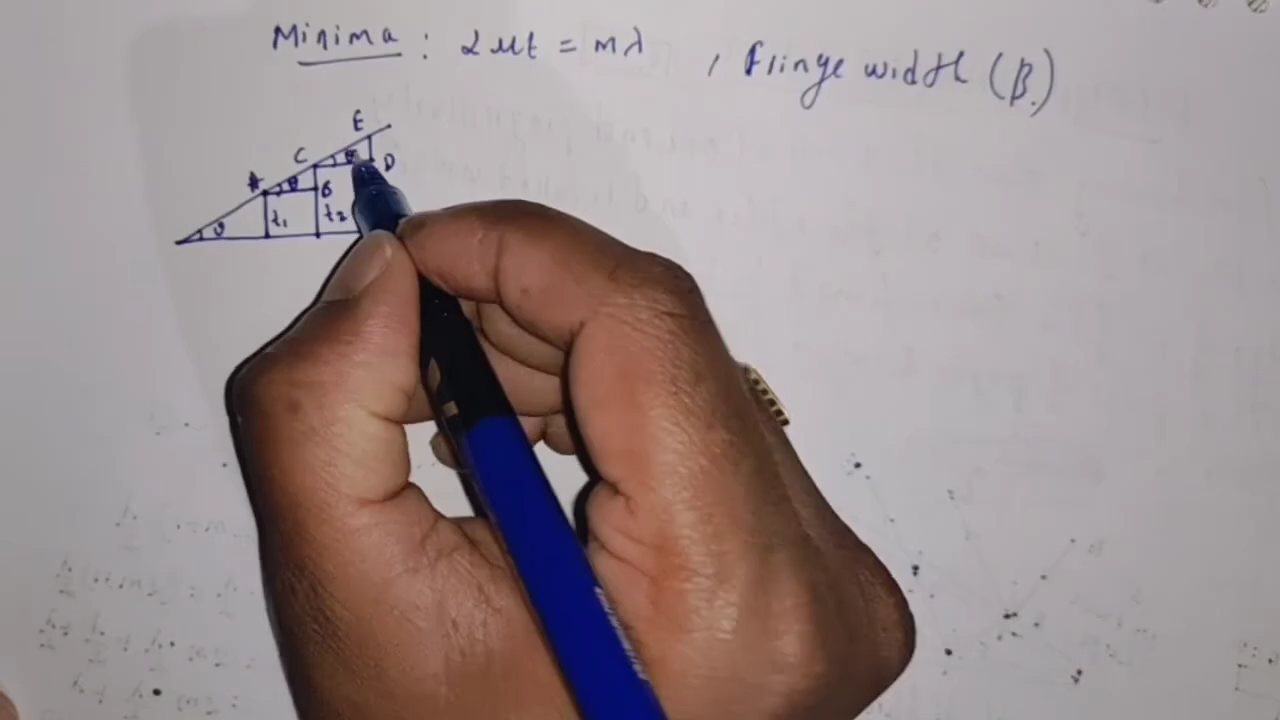 Minima : 2μt = mλ , fringe width (β)
E
C θ D
A θ B
θ t₁ t₂